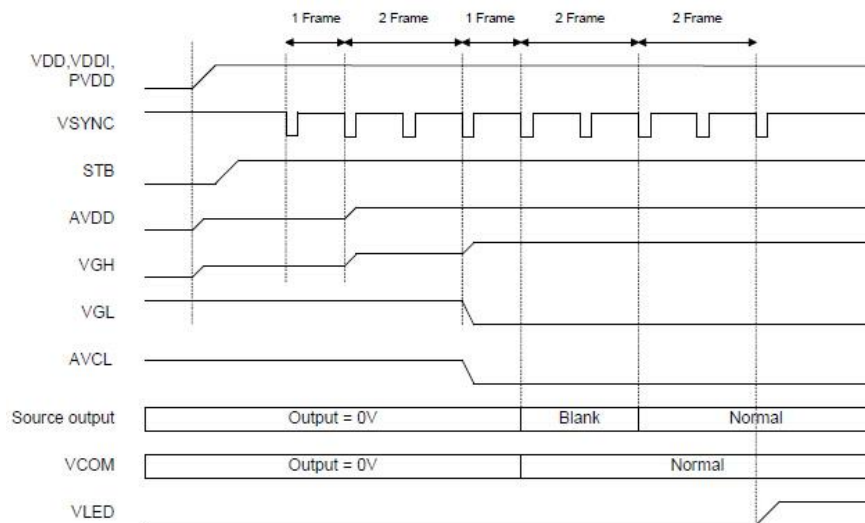 1 Frame 2 Frame 1 Frame 2 Frame 2 Frame
VDD,VDDI,
PVDD
VSYNC
STB
AVDD
VGH
VGL
AVCL
Source output Output = 0V Blank Normal
VCOM Output = 0V Normal
VLED